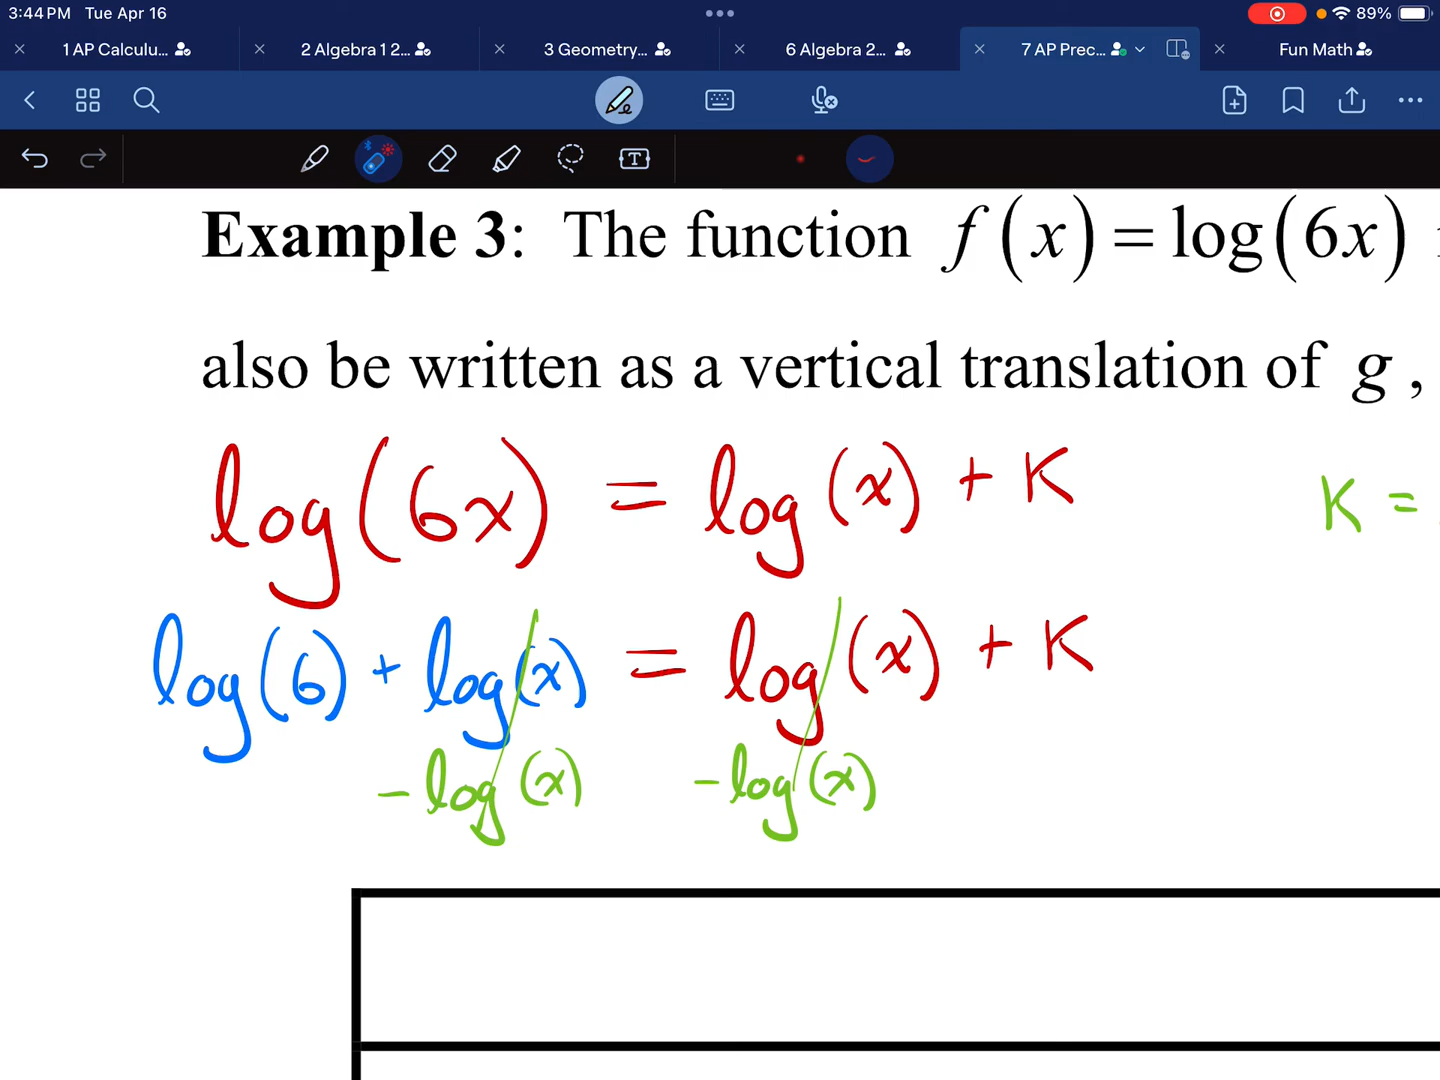 3:44 PM Tue Apr 16 89%
1 AP Calculu... 2 Algebra 1 2... 3 Geometry... 6 Algebra 2... 7 AP Prec... Fun Math
Example 3: The function f(x) = log(6x)
also be written as a vertical translation of g,
log(6x) = log(x) + K
K =
log(6) + log(x) = log(x) + K
- log(x) - log(x)